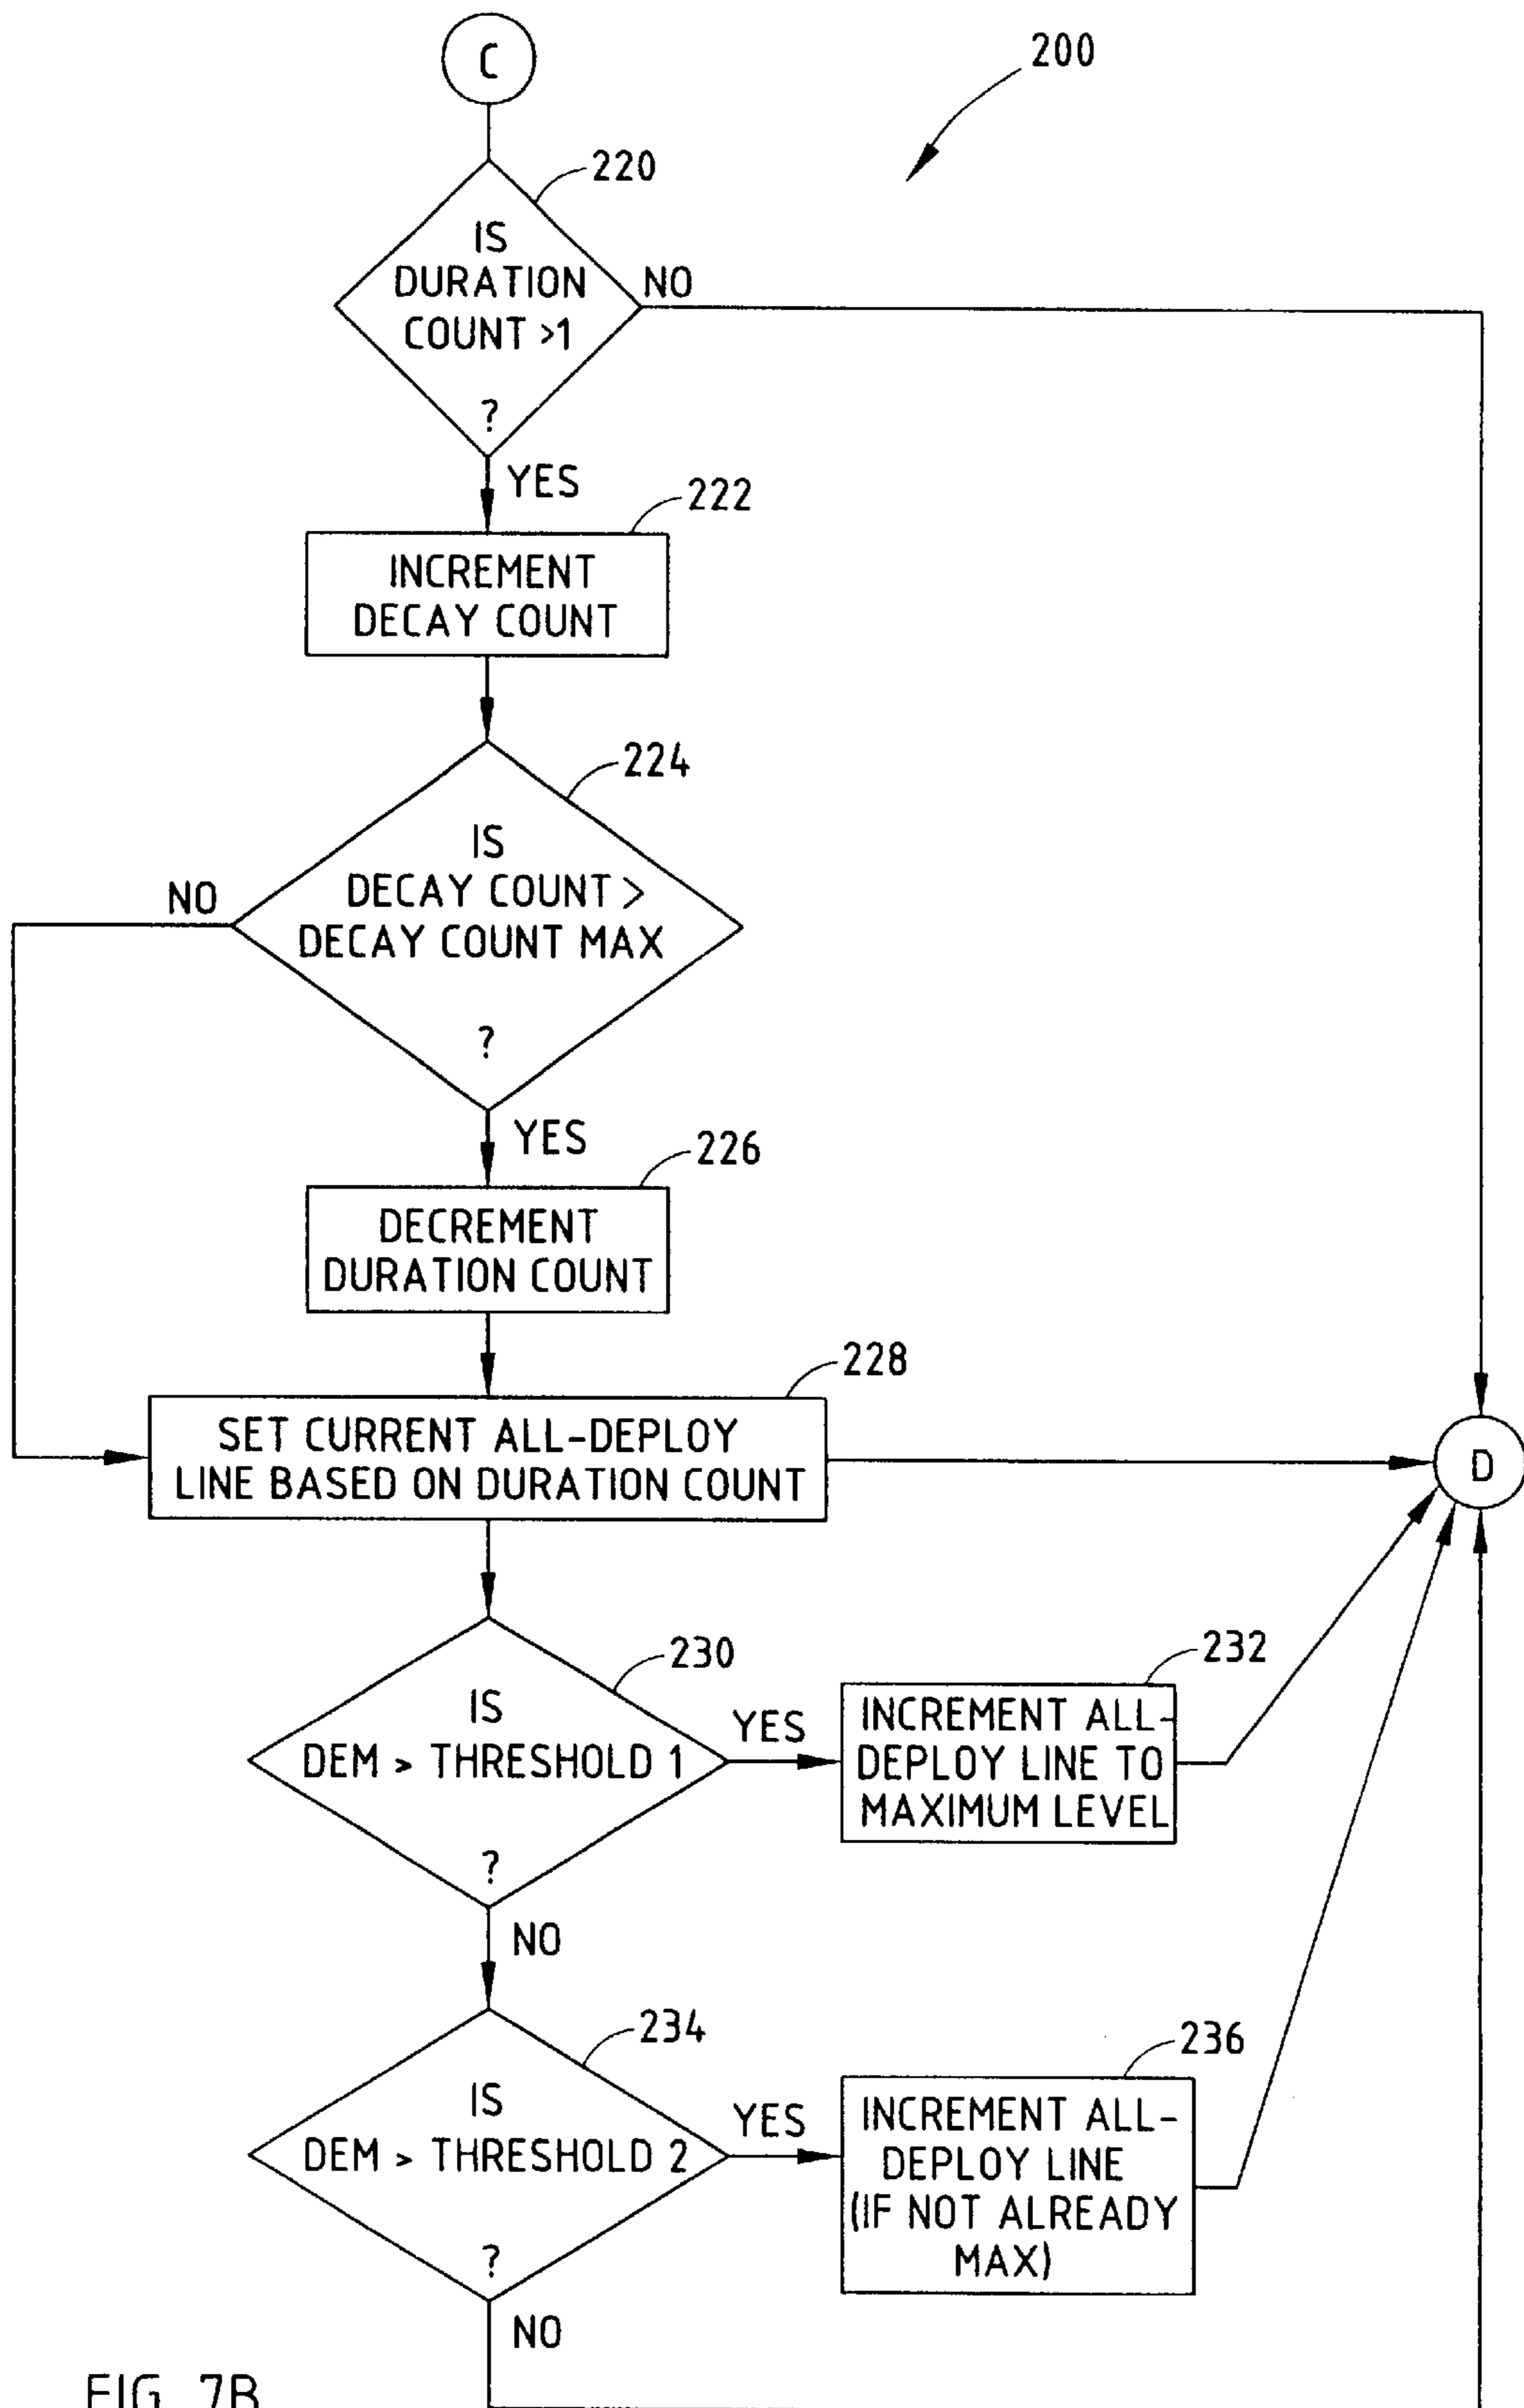 C
200
220
IS
DURATION
COUNT >1
?
NO
YES
222
INCREMENT
DECAY COUNT
224
IS
DECAY COUNT >
DECAY COUNT MAX
?
NO
YES
226
DECREMENT
DURATION COUNT
228
SET CURRENT ALL-DEPLOY
LINE BASED ON DURATION COUNT
D
230
IS
DEM > THRESHOLD 1
?
YES
232
INCREMENT ALL-
DEPLOY LINE TO
MAXIMUM LEVEL
NO
234
IS
DEM > THRESHOLD 2
?
YES
236
INCREMENT ALL-
DEPLOY LINE
(IF NOT ALREADY
MAX)
NO
FIG. 7B